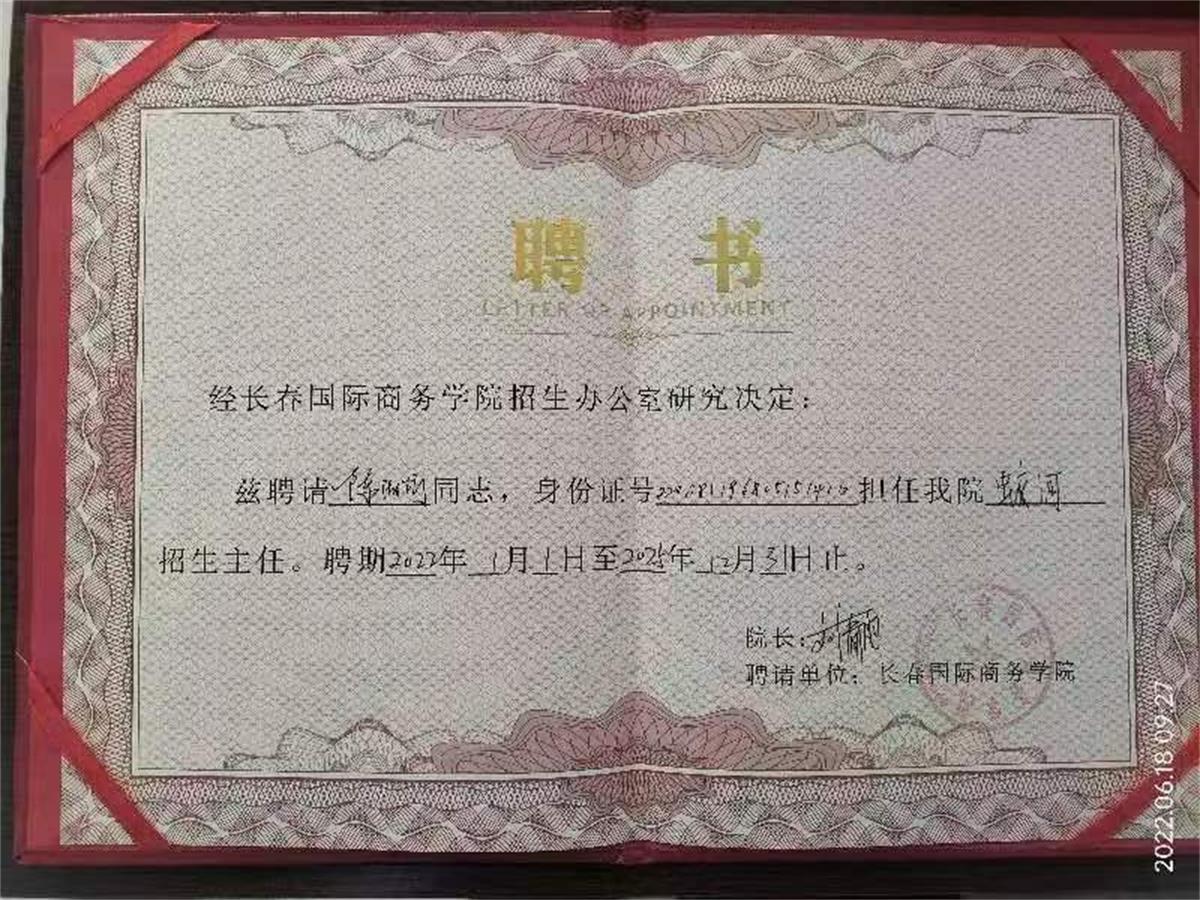 聘 书
LETTER OF APPOINTMENT
经长春国际商务学院招生办公室研究决定：
兹聘请 同志，身份证号 担任我院
招生主任。聘期2022年1月1日至2025年12月31日止。
院长：
聘请单位：长春国际商务学院
2022.06.18 09:27